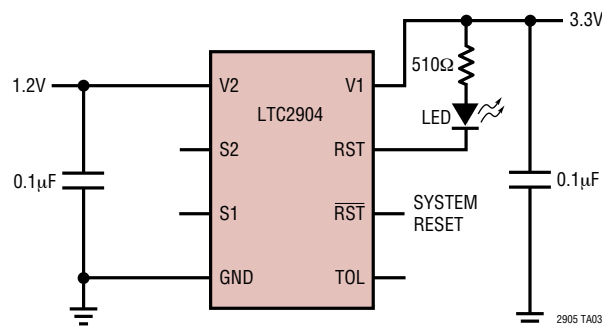 3.3V
510Ω
1.2V
V2
V1
LTC2904
LED
S2
RST
0.1µF
0.1µF
S1
RST
SYSTEM
RESET
GND
TOL
2905 TA03